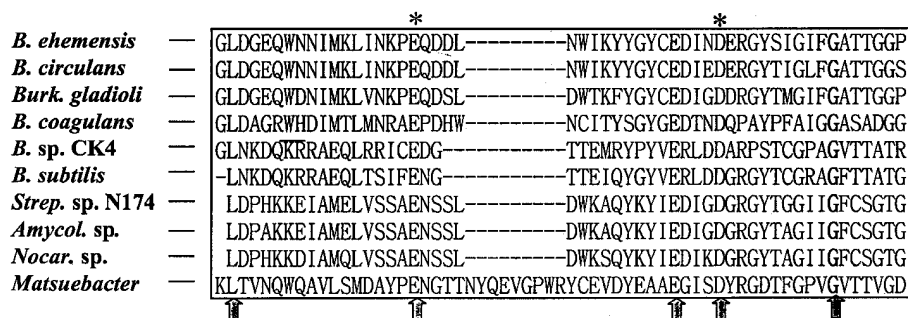 * *
B. ehemensis — GLDGEQWNNIMKLINKPEQDDL----------NWIKYYGYCEDINDERGYSIGIFGATTGGP
B. circulans — GLDGEQWNNIMKLINKPEQDDL----------NWIKYYGYCEDIEDERGYTIGLFGATTGGS
Burk. gladioli — GLDGEQWDNIMKLVNKPEQDSL----------DWTKFYGYCEDIGDDRGYTMGIFGATTGGP
B. coagulans — GLDAGRWHDIMTLMNRAEPDHW----------NCITYSGYGEDTNDQPAYPFAIGGASADGG
B. sp. CK4 — GLNKDQKRRAEQLRRICEDG----------TTEMRYPYVERLDDARPSTCGPAGVTTATR
B. subtilis — -LNKDQKRRAEQLTSIFENG----------TTEIQYGYVERLDDGRGYTCGRAGFTTATG
Strep. sp. N174 — LDPHKKEIAMELVSSAENSSL----------DWKAQYKYIEDIGDGRGYTGGIIGFCSGTG
Amycol. sp. — LDPAKKEIAMELVSSAENSSL----------DWKAQYKYIEDIGDGRGYTAGIIGFCSGTG
Nocar. sp. — LDPHKKDIAMQLVSSAENSSL----------DWKSQYKYIEDIKDGRGYTAGIIGFCSGTG
Matsuebacter — KLTVNQWQAVLSMDAYPENGTTNYQEVGPWRYCEVDYEAAEGISDYRGDTFGPVGVTTVGD